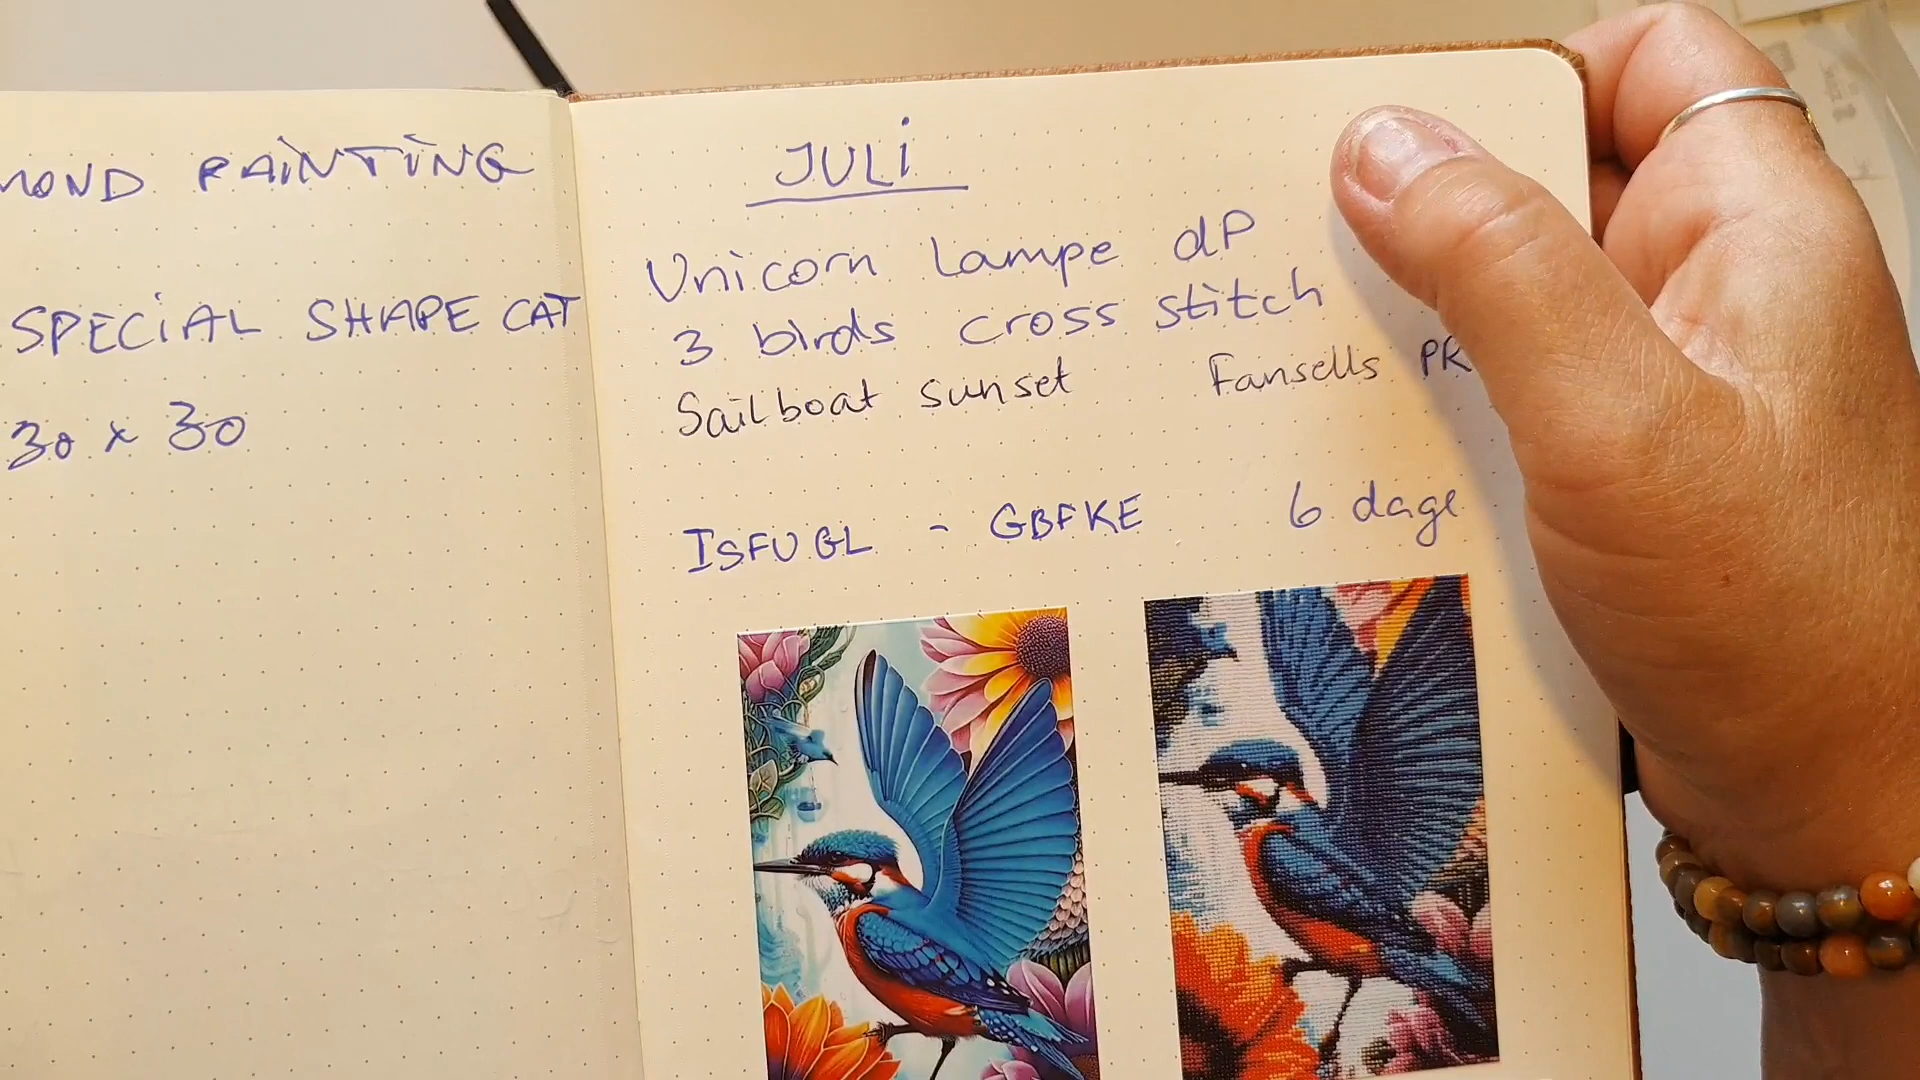 MOND PAINTING
SPECIAL SHAPE CAT
30 x 30
JULI
Unicorn Lampe dP
3 birds cross stitch
Sailboat sunset Fansells PR
ISFUGL - GBFKE 6 dage